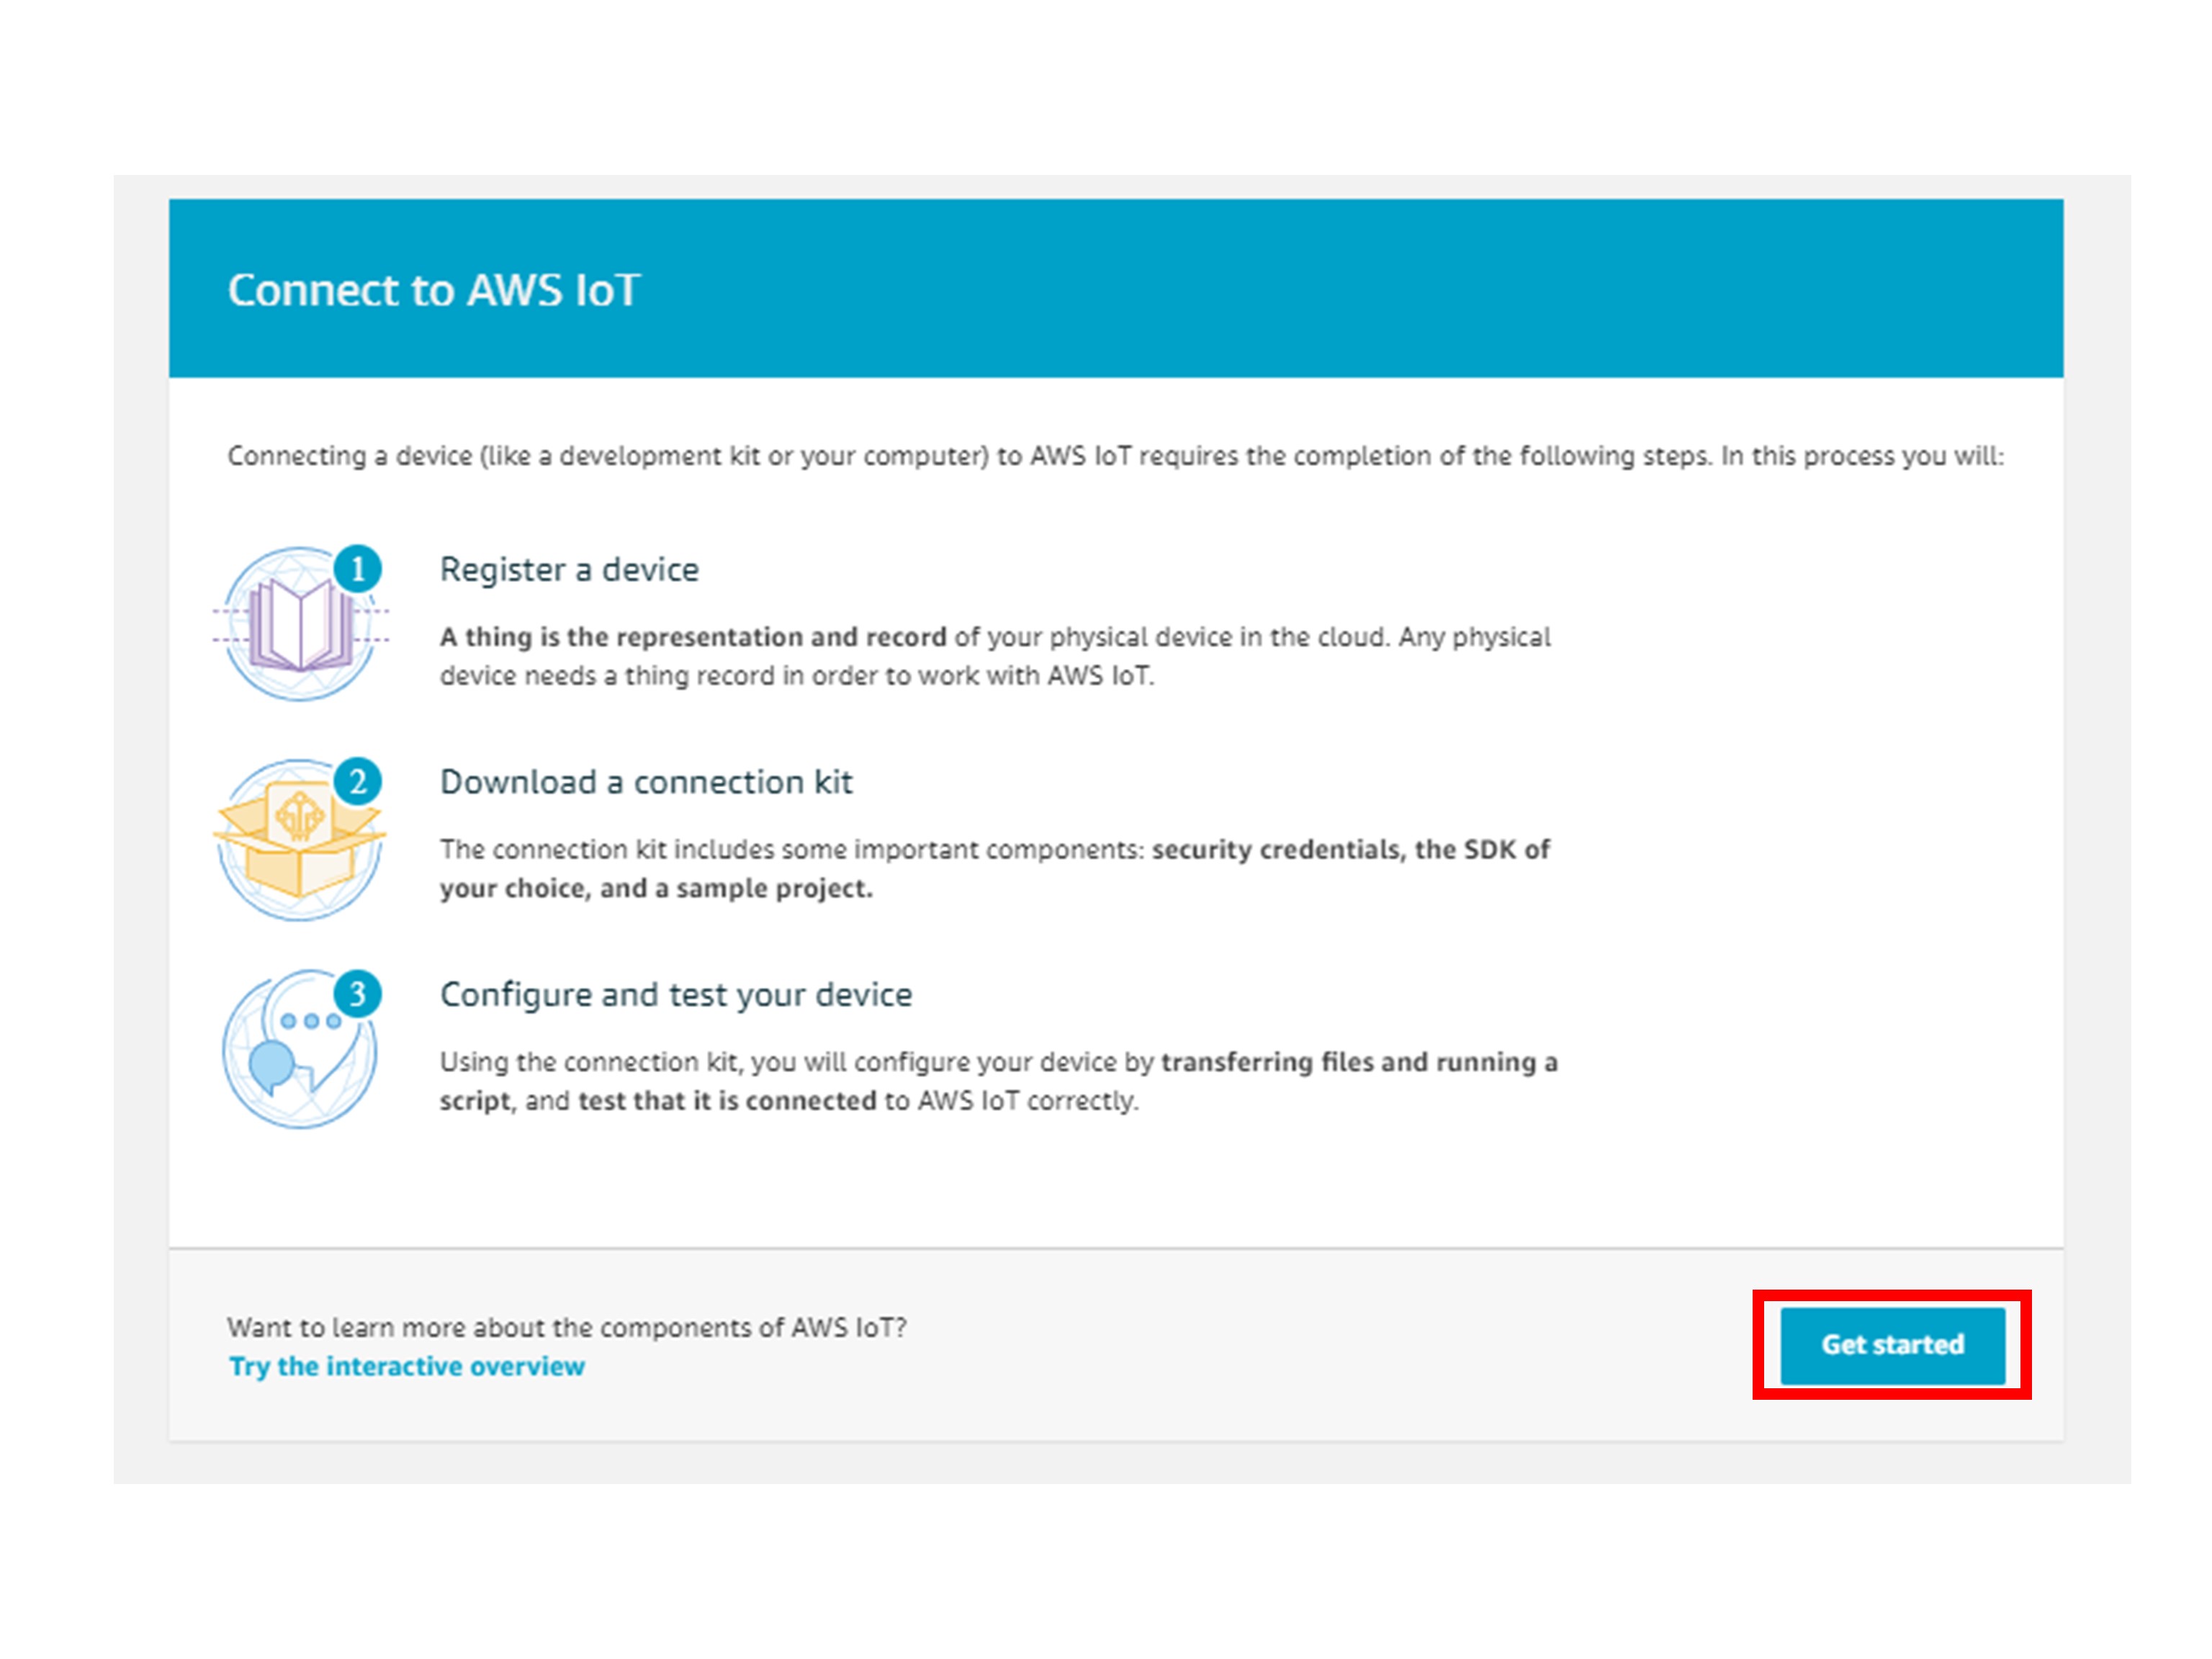 Connect to AWS IoT
Connecting a device (like a development kit or your computer) to AWS IoT requires the completion of the following steps. In this process you will:
1
Register a device
A thing is the representation and record of your physical device in the cloud. Any physical
device needs a thing record in order to work with AWS IoT.
2
Download a connection kit
The connection kit includes some important components: security credentials, the SDK of
your choice, and a sample project.
3
Configure and test your device
Using the connection kit, you will configure your device by transferring files and running a
script, and test that it is connected to AWS IoT correctly.
Want to learn more about the components of AWS IoT?
Try the interactive overview
Get started